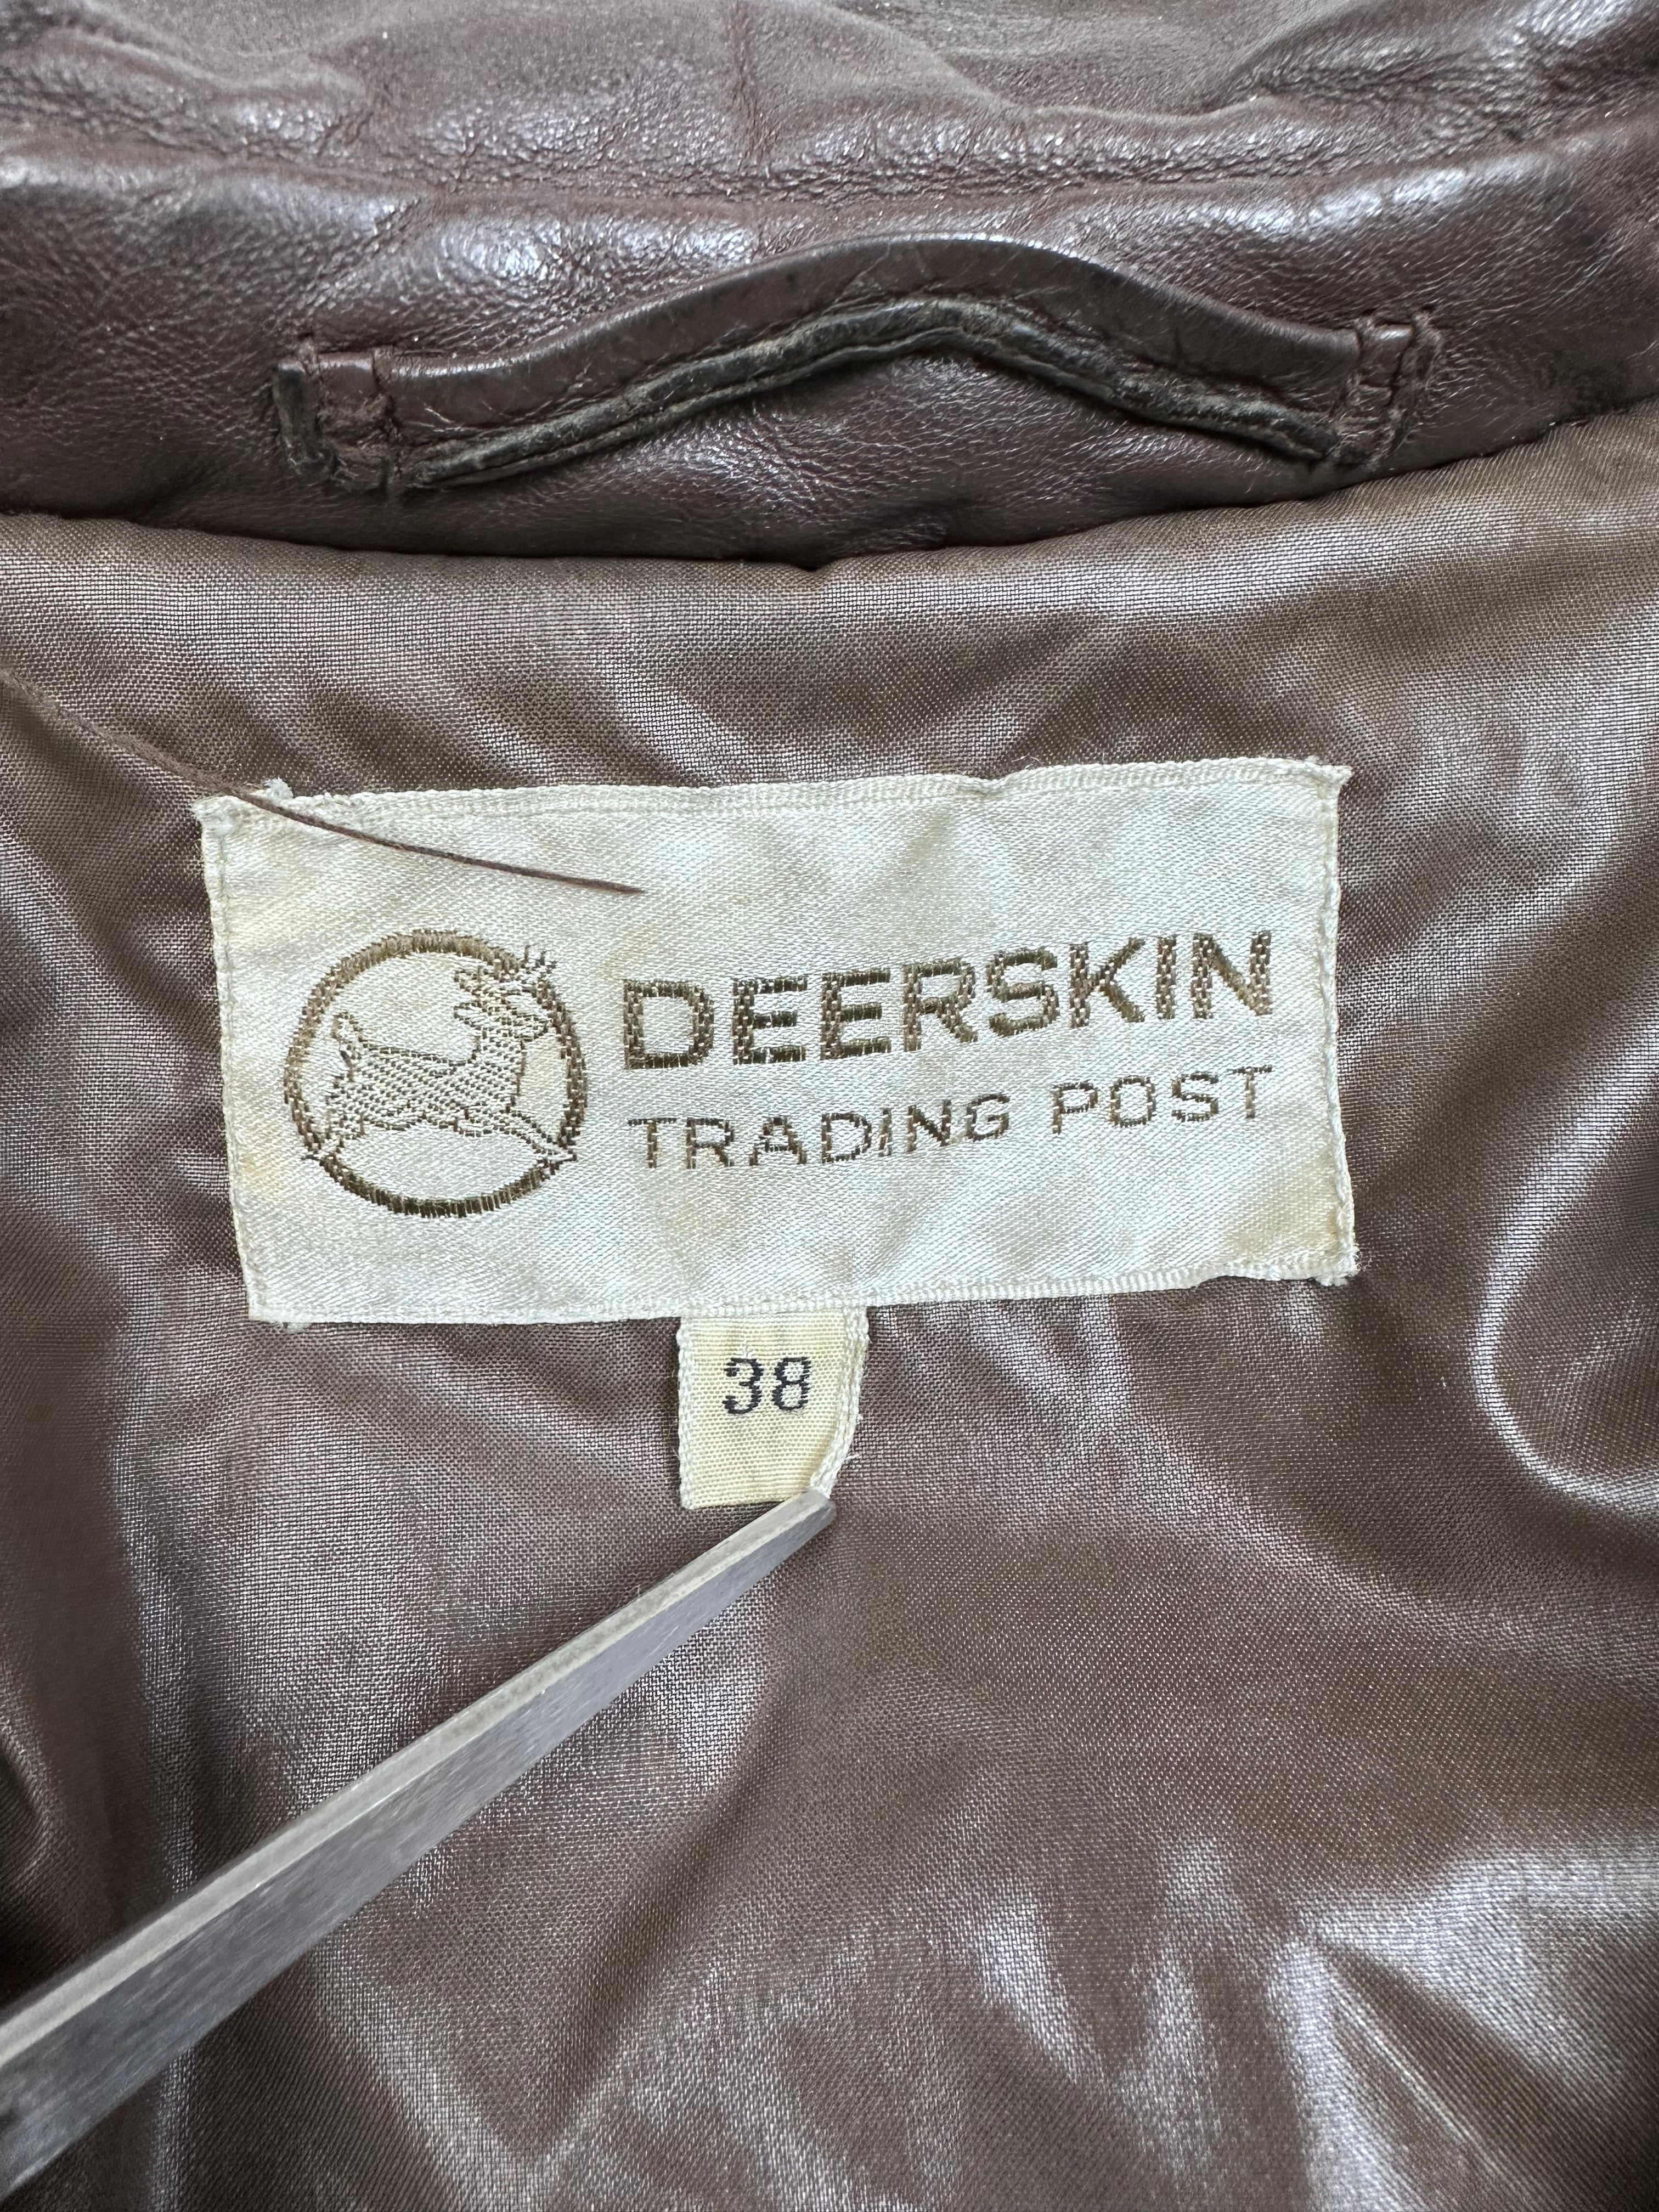 DEERSKIN
TRADING POST
38